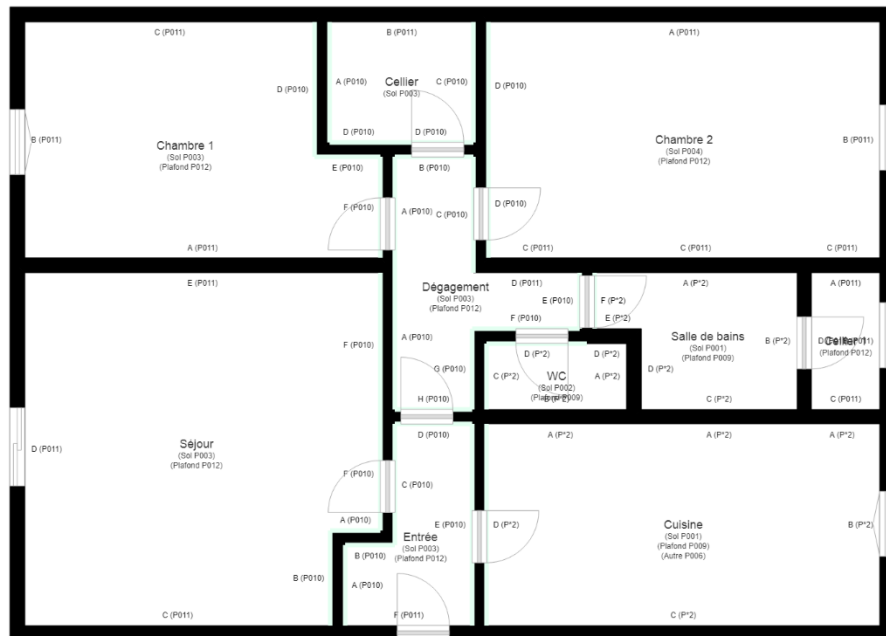 C (P011)
B (P011)
A (P011)
D (P010)
A (P010)
Cellier
(Sol P003)
C (P010)
D (P010)
B (P011)
D (P010)
D (P010)
Chambre 1
(Sol P003)
(Plafond P012)
Chambre 2
(Sol P004)
(Plafond P012)
B (P011)
E (P010)
B (P010)
F (P010)
A (P010)
C (P010)
D (P010)
A (P011)
C (P011)
C (P011)
C (P011)
E (P011)
Dégagement
(Sol P003)
(Plafond P012)
D (P011)
E (P010)
F (P*2)
A (P*2)
A (P011)
F (P010)
E (P*2)
F (P010)
A (P010)
Salle de bains
(Sol P001)
(Plafond P009)
B (P*2)
Cellier 1
(Plafond P012)
D (P*2)
D (P*2)
G (P010)
C (P*2)
WC
(Sol P002)
(Plafond P009)
A (P*2)
D (P*2)
H (P010)
B (P*2)
C (P*2)
C (P011)
D (P010)
A (P*2)
A (P*2)
A (P*2)
D (P011)
Séjour
(Sol P003)
(Plafond P012)
F (P010)
C (P010)
A (P010)
Entrée
(Sol P003)
(Plafond P012)
E (P010)
D (P*2)
Cuisine
(Sol P001)
(Plafond P009)
(Autre P006)
B (P*2)
B (P010)
B (P010)
A (P010)
C (P011)
F (P011)
C (P*2)